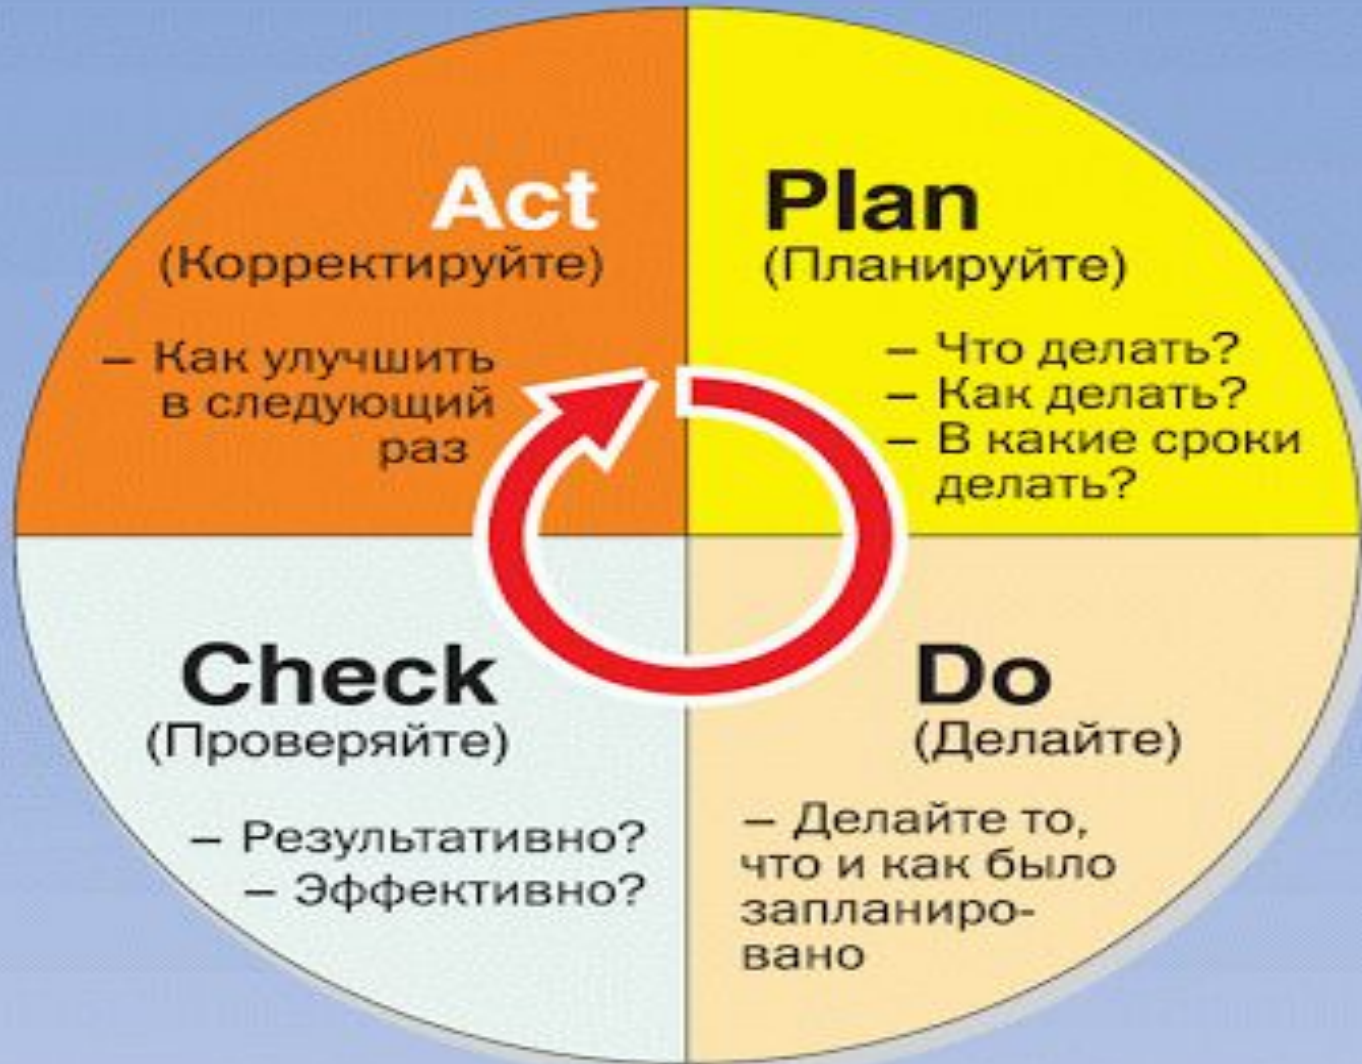 Act
(Корректируйте)
– Как улучшить
в следующий
раз
Plan
(Планируйте)
– Что делать?
– Как делать?
– В какие сроки
делать?
Check
(Проверяйте)
– Результативно?
– Эффективно?
Do
(Делайте)
– Делайте то,
что и как было
запланиро-
вано